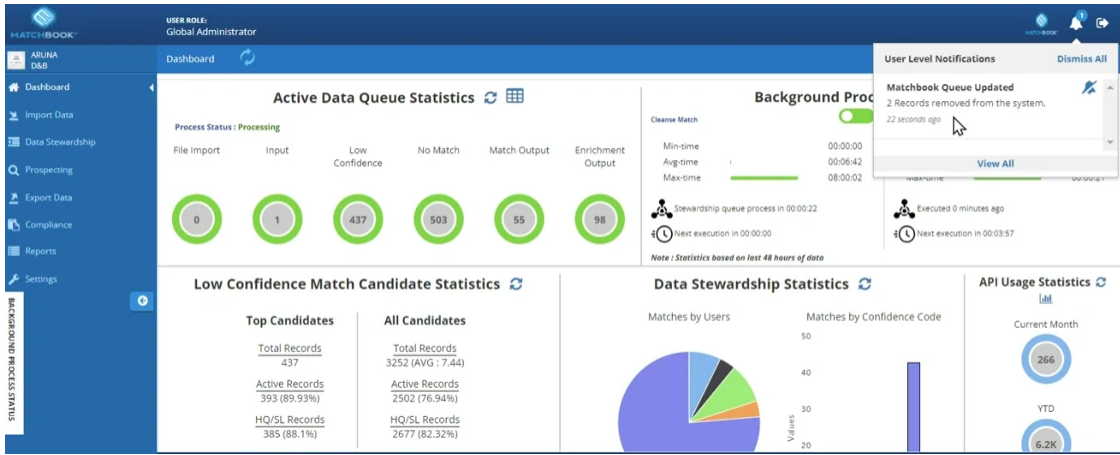 MATCHBOOK
USER ROLE:
Global Administrator
MATCHBOOK
1
ARUNA
D&B
Dashboard
User Level Notifications
Dismiss All
Matchbook Queue Updated
2 Records removed from the system.
22 seconds ago
View All
Dashboard
Import Data
Data Stewardship
Prospecting
Export Data
Compliance
Reports
Settings
BACKGROUND PROCESS STATUS
Active Data Queue Statistics
Process Status : Processing
File Import
Input
Low
Confidence
No Match
Match Output
Enrichment
Output
0
1
437
503
55
98
Background Proc
Cleanse Match
Min-time
00:00:00
Avg-time
00:06:42
Max-time
08:00:02
Stewardship queue process in 00:00:22
Next execution in 00:00:00
Max-time
00:00:21
Executed 0 minutes ago
Next execution in 00:03:57
Note : Statistics based on last 48 hours of data
Low Confidence Match Candidate Statistics
Top Candidates
All Candidates
Total Records
437
Total Records
3252 (AVG : 7.44)
Active Records
393 (89.93%)
Active Records
2502 (76.94%)
HQ/SL Records
385 (88.1%)
HQ/SL Records
2677 (82.32%)
Data Stewardship Statistics
Matches by Users
Matches by Confidence Code
50
40
30
20
Values
API Usage Statistics
Current Month
266
YTD
6.2K